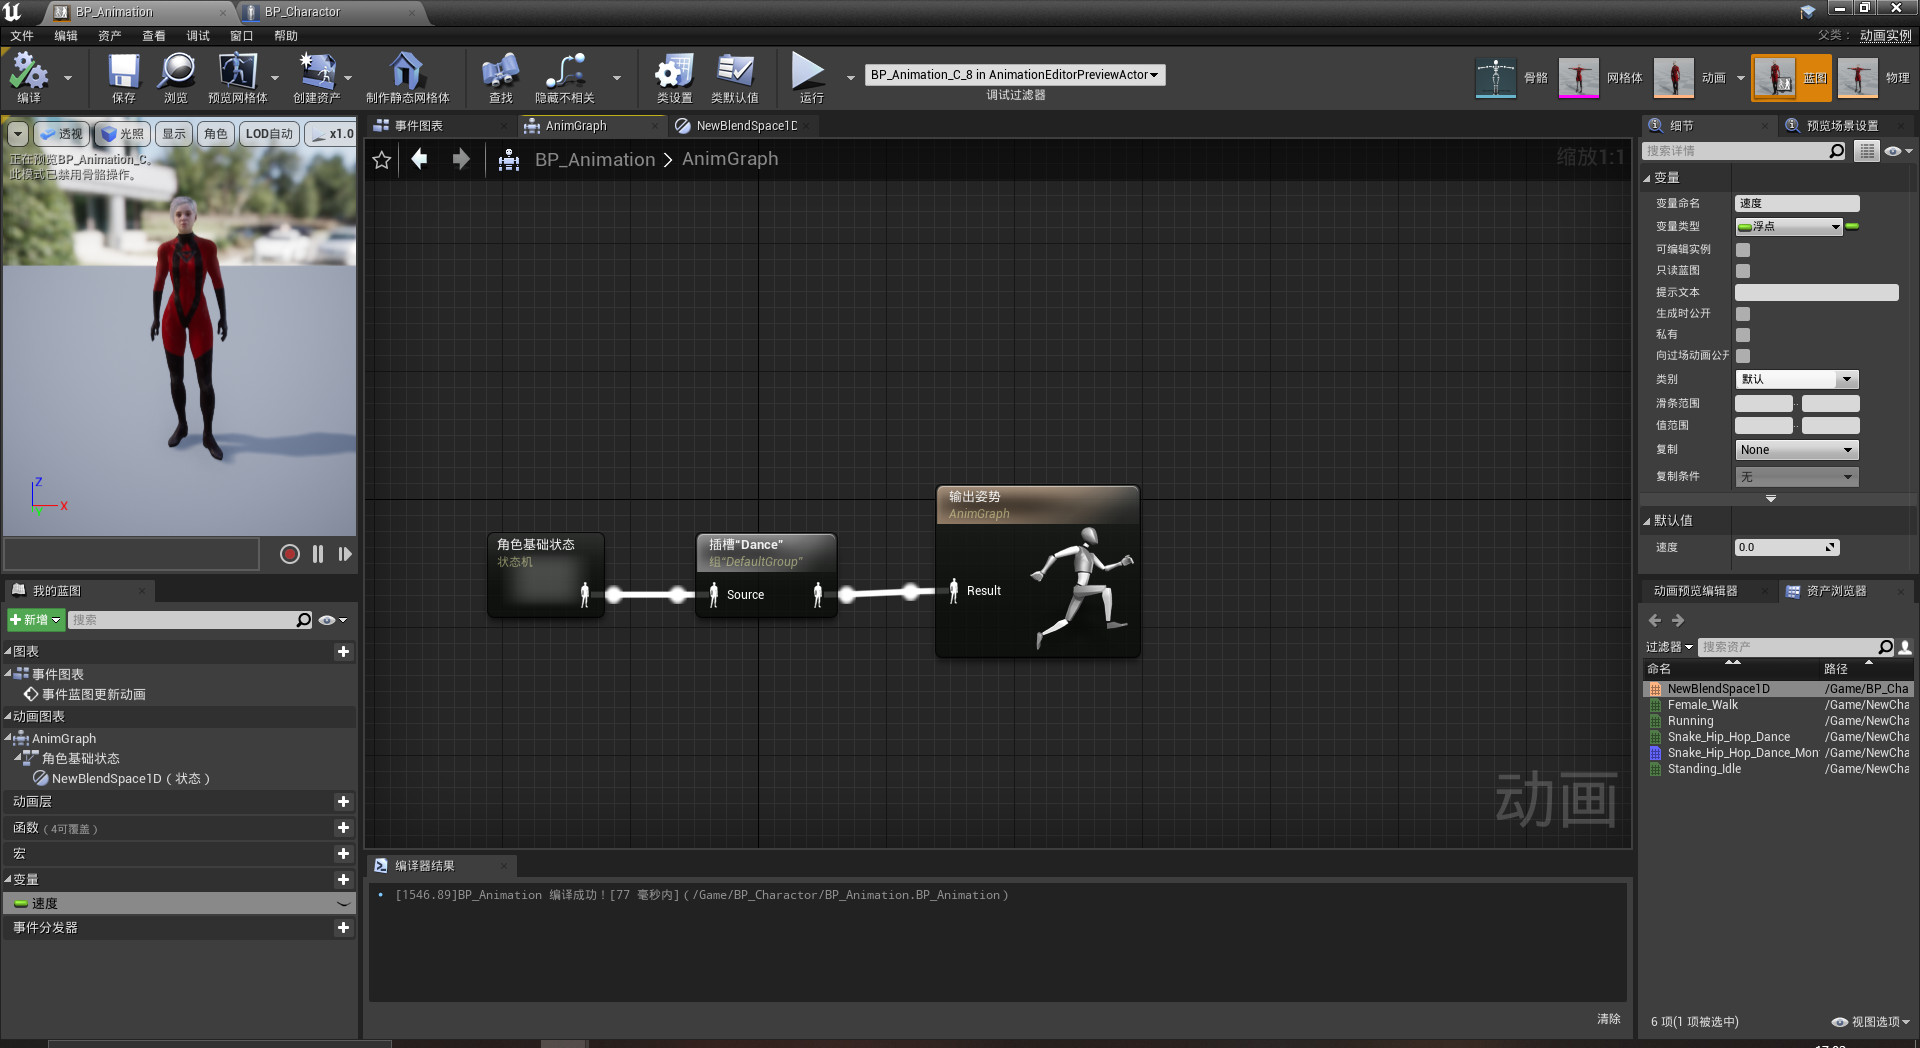 BP_Animation
BP_Charactor
文件 编辑 资产 查看 调试 窗口 帮助
父类： 动画实例
编译
保存
浏览
预览网格体
创建资产
制作静态网格体
查找
隐藏不相关
类设置
类默认值
运行
BP_Animation_C_8 in AnimationEditorPreviewActor
调试过滤器
骨骼
网格体
动画
蓝图
物理
透视
光照
显示
角色
LOD自动
x1.0
正在预览BP_Animation_C。
此模式已禁用骨骼操作。
Z
X
我的蓝图
新增
搜索
图表
事件图表
事件蓝图更新动画
动画图表
AnimGraph
角色基础状态
NewBlendSpace1D（状态）
动画层
函数（4可覆盖）
宏
变量
速度
事件分发器
事件图表
AnimGraph
NewBlendSpace1D
BP_Animation > AnimGraph
缩放1:1
角色基础状态
状态机
插槽“Dance”
组“DefaultGroup”
Source
输出姿势
AnimGraph
Result
动画
编译器结果
[1546.89]BP_Animation 编译成功！[77 毫秒内]（/Game/BP_Charactor/BP_Animation.BP_Animation）
清除
细节
预览场景设置
搜索详情
变量
变量命名 速度
变量类型 浮点
可编辑实例
只读蓝图
提示文本
生成时公开
私有
向过场动画公开
类别 默认
滑条范围
值范围
复制 None
复制条件 无
默认值
速度 0.0
动画预览编辑器
资产浏览器
过滤器
搜索资产
命名 路径
NewBlendSpace1D /Game/BP_Cha
Female_Walk /Game/NewCha
Running /Game/NewCha
Snake_Hip_Hop_Dance /Game/NewCha
Snake_Hip_Hop_Dance_Mon /Game/NewCha
Standing_Idle /Game/NewCha
6 项(1 项被选中)
视图选项